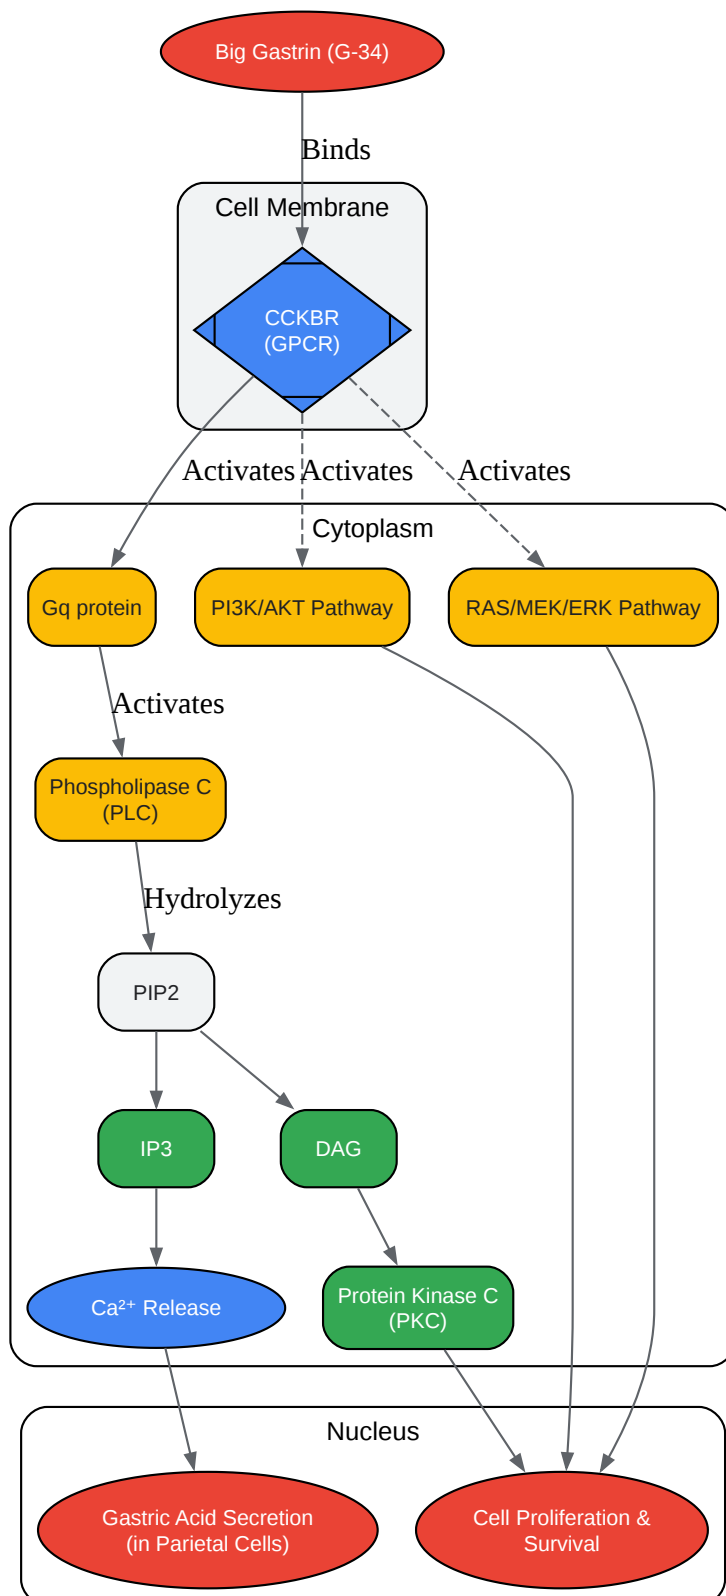 Big Gastrin (G-34)
Binds
Cell Membrane
CCKBR
(GPCR)
Activates
Activates
Activates
Cytoplasm
Gq protein
PI3K/AKT Pathway
RAS/MEK/ERK Pathway
Activates
Phospholipase C
(PLC)
Hydrolyzes
PIP2
IP3
DAG
Ca²⁺ Release
Protein Kinase C
(PKC)
Nucleus
Gastric Acid Secretion
(in Parietal Cells)
Cell Proliferation &
Survival